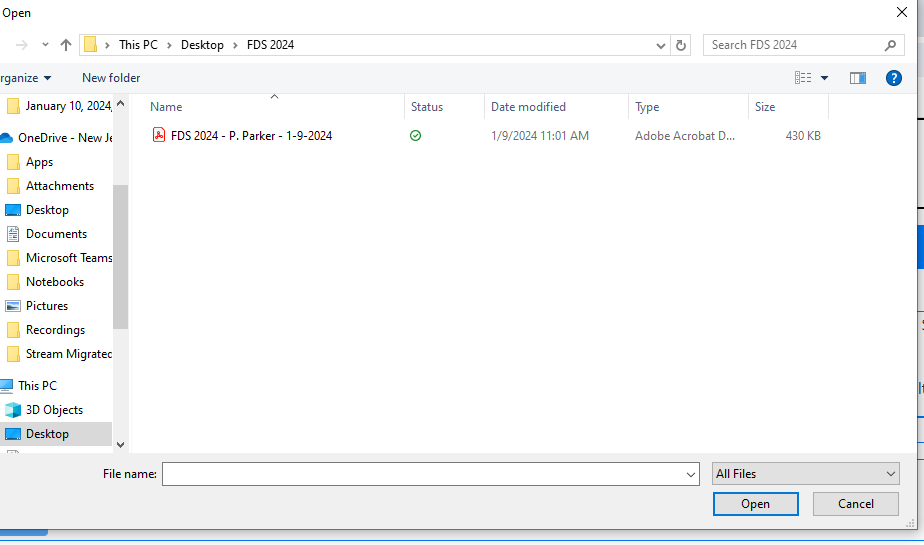 Open
This PC > Desktop > FDS 2024
Search FDS 2024
rganize
New folder
?
Name
Status
Date modified
Type
Size
FDS 2024 - P. Parker - 1-9-2024
1/9/2024 11:01 AM
Adobe Acrobat D...
430 KB
January 10, 2024,
OneDrive - New Je
Apps
Attachments
Desktop
Documents
Microsoft Teams
Notebooks
Pictures
Recordings
Stream Migrated
This PC
3D Objects
Desktop
File name:
All Files
Open
Cancel